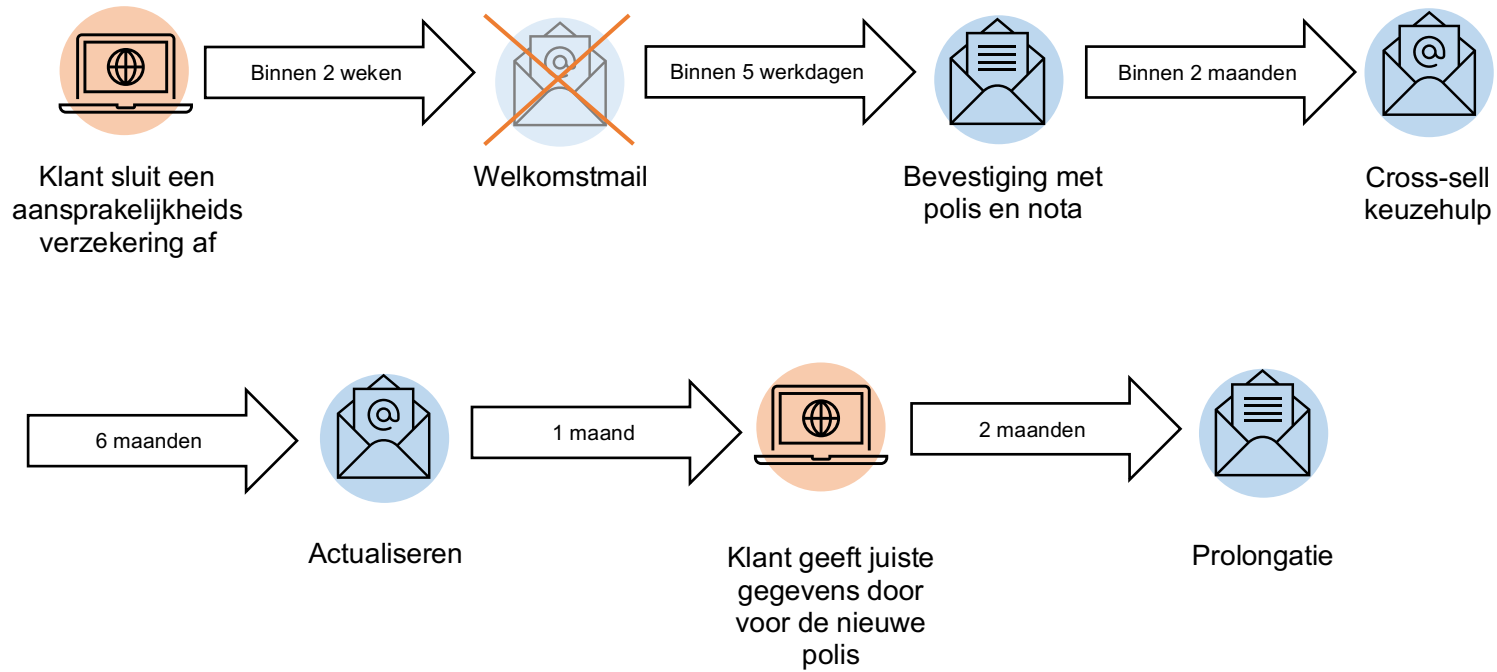 Binnen 2 weken
Binnen 5 werkdagen
Binnen 2 maanden
Klant sluit een
aansprakelijkheids
verzekering af
Welkomstmail
Bevestiging met
polis en nota
Cross-sell
keuzehulp
6 maanden
1 maand
2 maanden
Actualiseren
Klant geeft juiste
gegevens door
voor de nieuwe
polis
Prolongatie